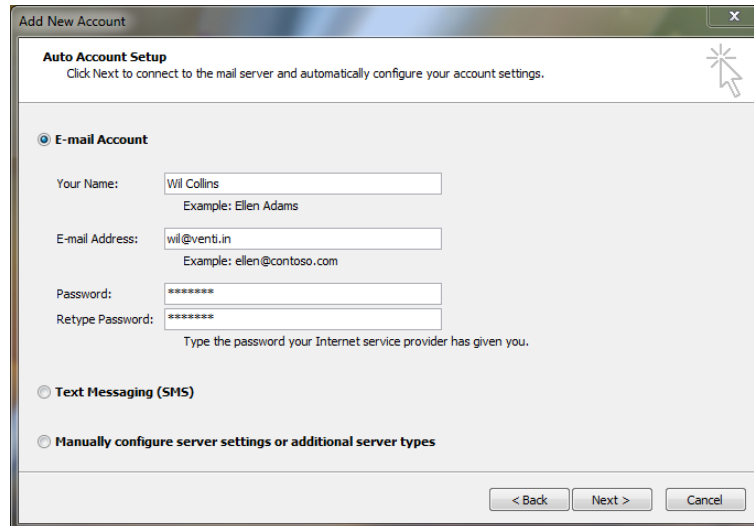 Add New Account
x
Auto Account Setup
Click Next to connect to the mail server and automatically configure your account settings.
E-mail Account
Your Name: Wil Collins
Example: Ellen Adams
E-mail Address: wil@venti.in
Example: ellen@contoso.com
Password: *******
Retype Password: *******
Type the password your Internet service provider has given you.
Text Messaging (SMS)
Manually configure server settings or additional server types
< Back Next > Cancel